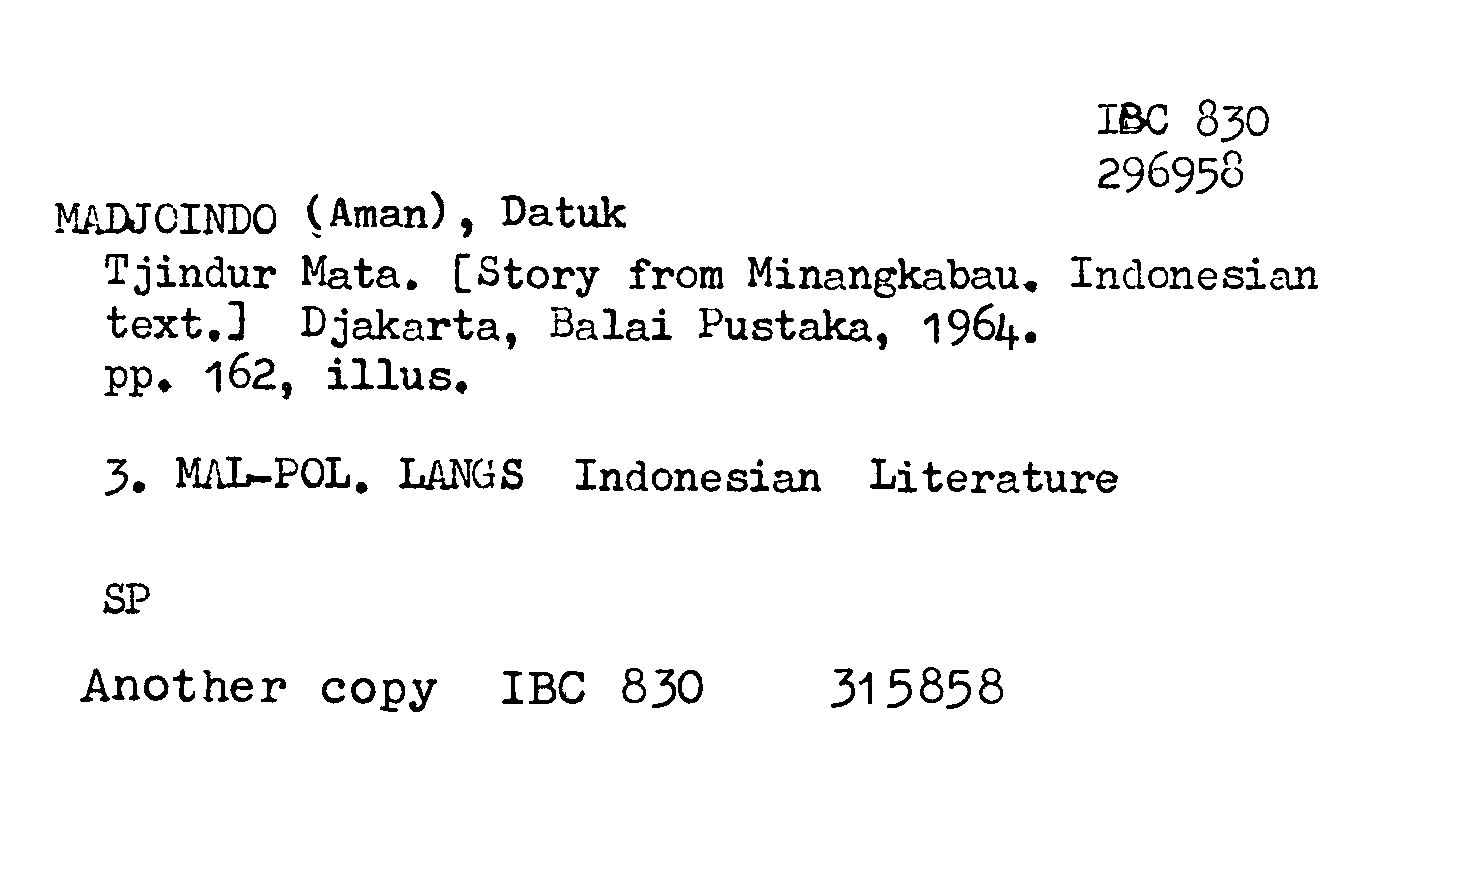 IBC 830
296958
MADJOINDO (Aman), Datuk
Tjindur Mata. [Story from Minangkabau. Indonesian
text.] Djakarta, Balai Pustaka, 1964.
pp. 162, illus.
3. MAL-POL. LANGS Indonesian Literature
SP
Another copy IBC 830 315858